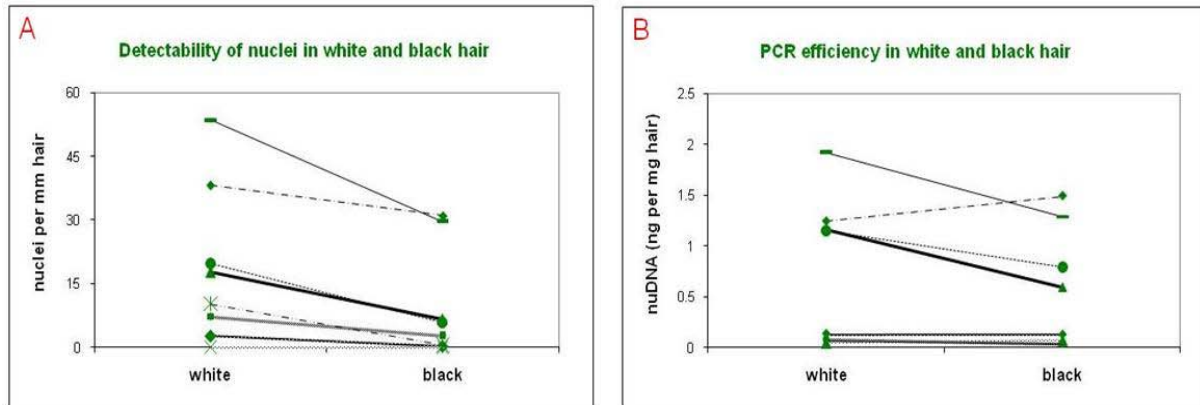 A
Detectability of nuclei in white and black hair
nuclei per mm hair
60
45
30
15
0
white
black
B
PCR efficiency in white and black hair
nuDNA (ng per mg hair)
2.5
2
1.5
1
0.5
0
white
black